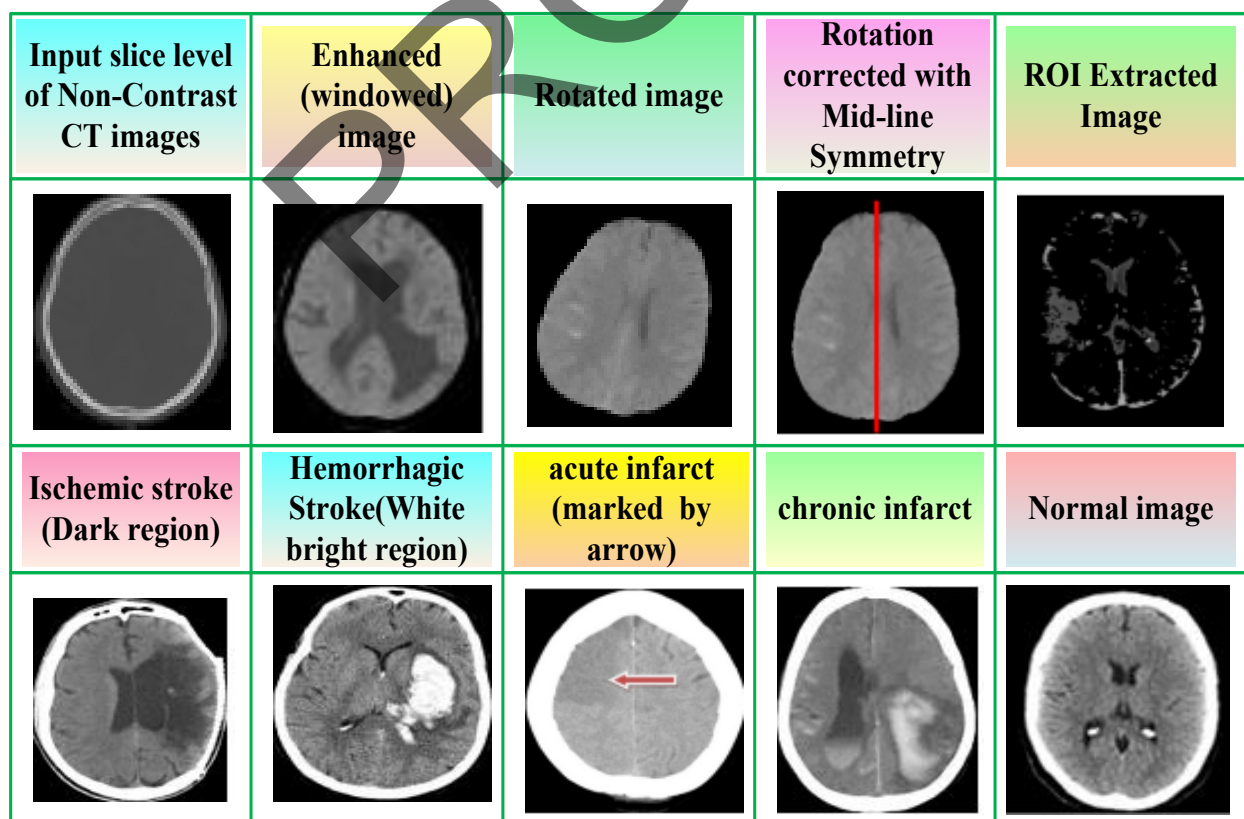 Input slice level
of Non-Contrast
CT images
Enhanced
(windowed)
image
Rotated image
Rotation
corrected with
Mid-line
Symmetry
ROI Extracted
Image
Ischemic stroke
(Dark region)
Hemorrhagic
Stroke(White
bright region)
acute infarct
(marked by
arrow)
chronic infarct
Normal image